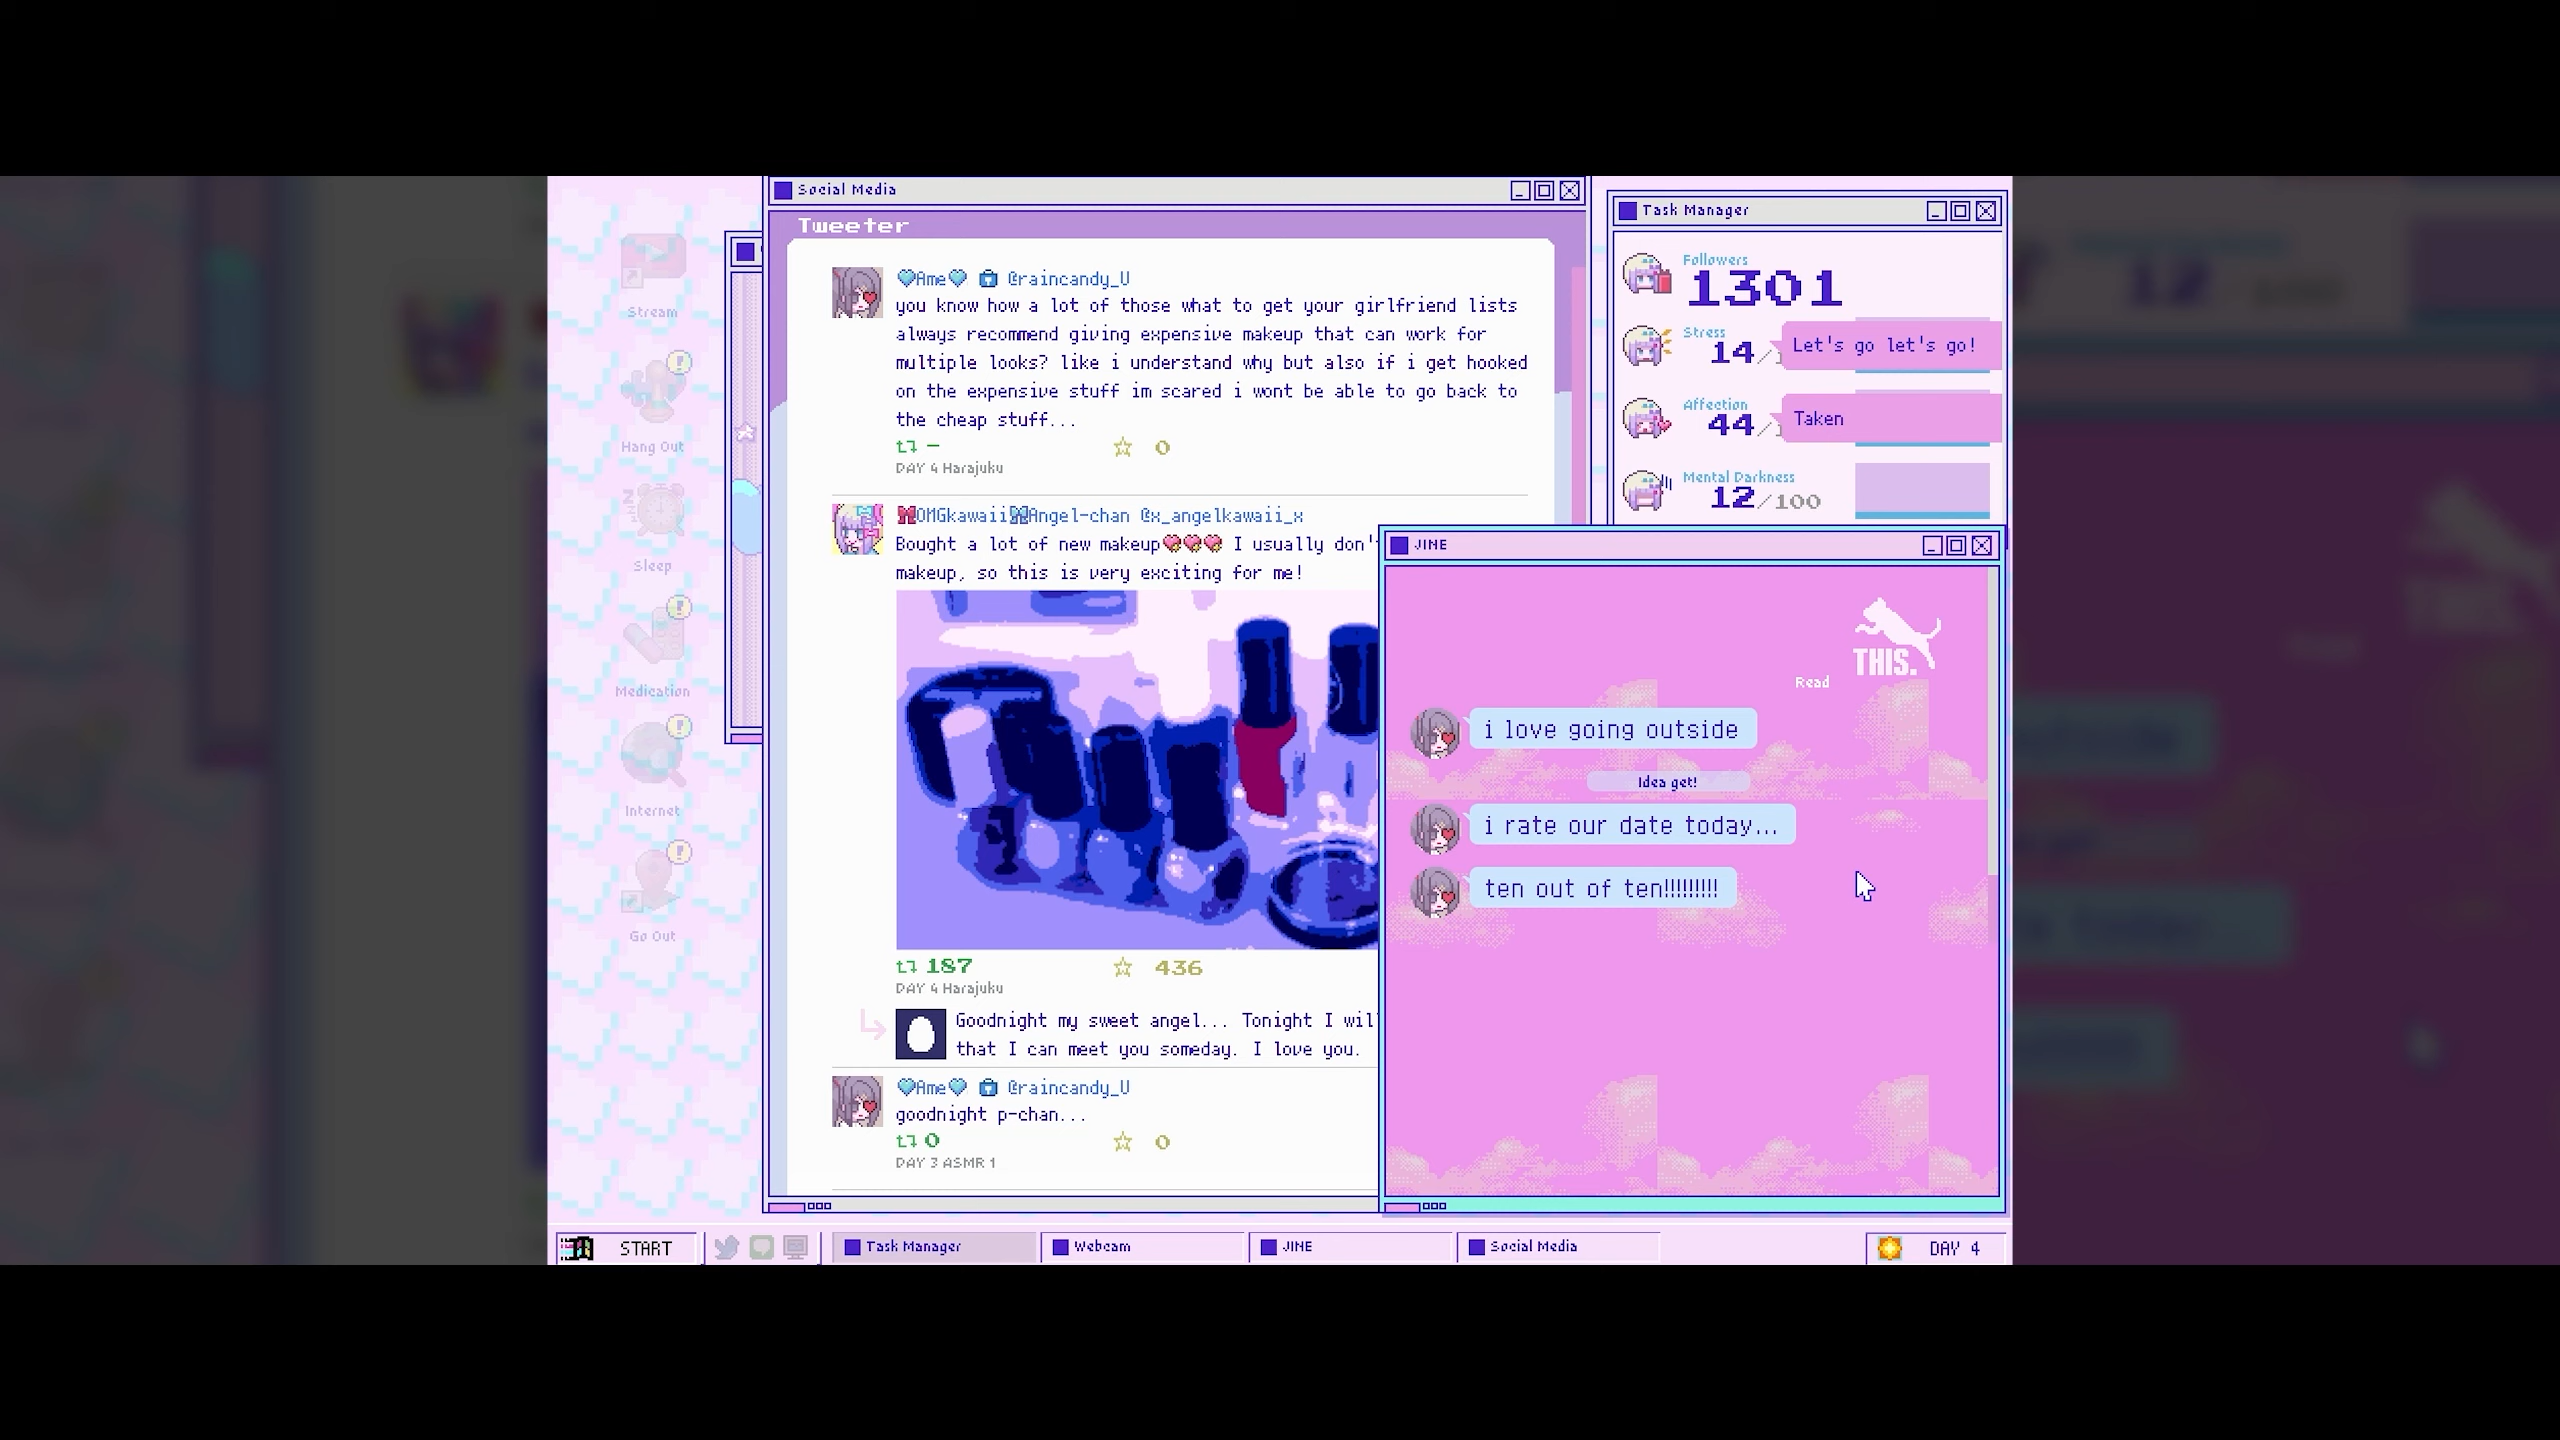 Social Media
Tweeter
Ame @raincandy_U
you know how a lot of those what to get your girlfriend lists
always recommend giving expensive makeup that can work for
multiple looks? like i understand why but also if i get hooked
on the expensive stuff im scared i wont be able to go back to
the cheap stuff...
0
DAY 4 Harajuku
OMGkawaii Angel-chan @x_angelkawaii_x
Bought a lot of new makeup I usually don'
makeup, so this is very exciting for me!
187 436
DAY 4 Harajuku
Goodnight my sweet angel... Tonight I wil
that I can meet you someday. I love you.
Ame @raincandy_U
goodnight p-chan...
0 0
DAY 3 ASMR 1
Stream
Hang Out
Sleep
Medication
Internet
Go Out
Task Manager
Followers
1301
Stress
14/
Let's go let's go!
Affection
44/
Taken
Mental Darkness
12/100
JINE
THIS.
Read
i love going outside
Idea get!
i rate our date today...
ten out of ten!!!!!!!!!
START
Task Manager
Webcam
JINE
Social Media
DAY 4